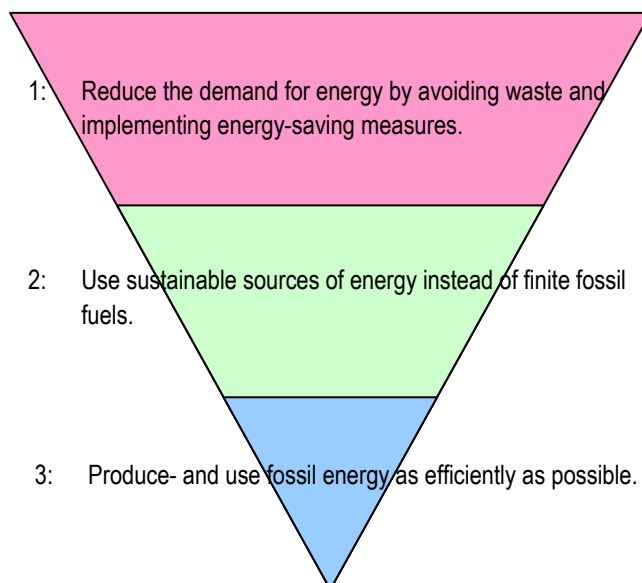 1: Reduce the demand for energy by avoiding waste and
implementing energy-saving measures.
2: Use sustainable sources of energy instead of finite fossil
fuels.
3: Produce- and use fossil energy as efficiently as possible.